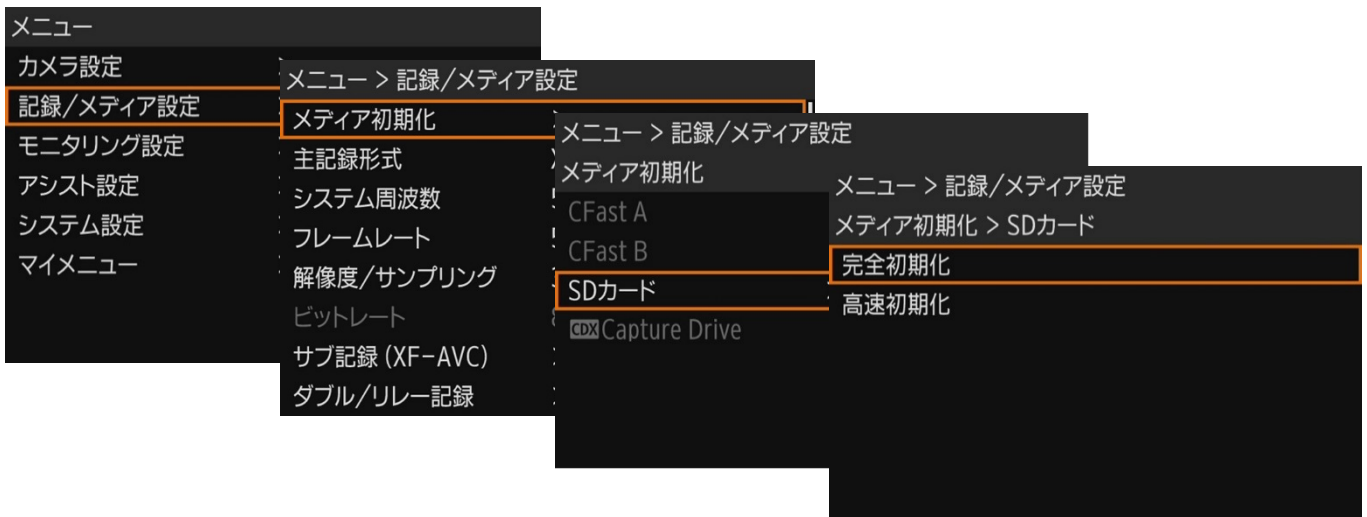 メニュー
カメラ設定
記録/メディア設定
モニタリング設定
アシスト設定
システム設定
マイメニュー
メニュー > 記録/メディア設定
メディア初期化
主記録形式
システム周波数
フレームレート
解像度/サンプリング
ビットレート
サブ記録 (XF-AVC)
ダブル/リレー記録
メニュー > 記録/メディア設定
メディア初期化
CFast A
CFast B
SDカード
CDX Capture Drive
メニュー > 記録/メディア設定
メディア初期化 > SDカード
完全初期化
高速初期化